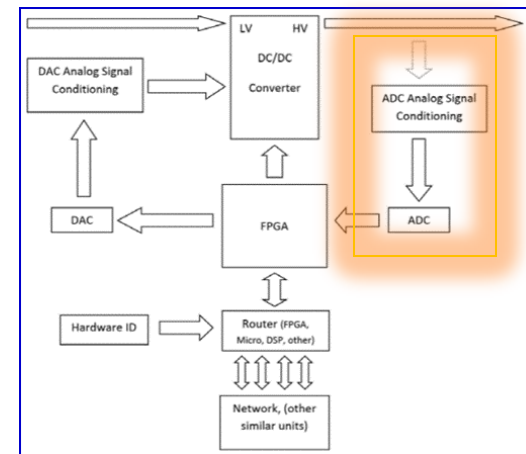 LV HV
DC/DC
Converter
DAC Analog Signal
Conditioning
ADC Analog Signal
Conditioning
DAC
FPGA
ADC
Hardware ID
Router (FPGA,
Micro, DSP, other)
Network, (other
similar units)